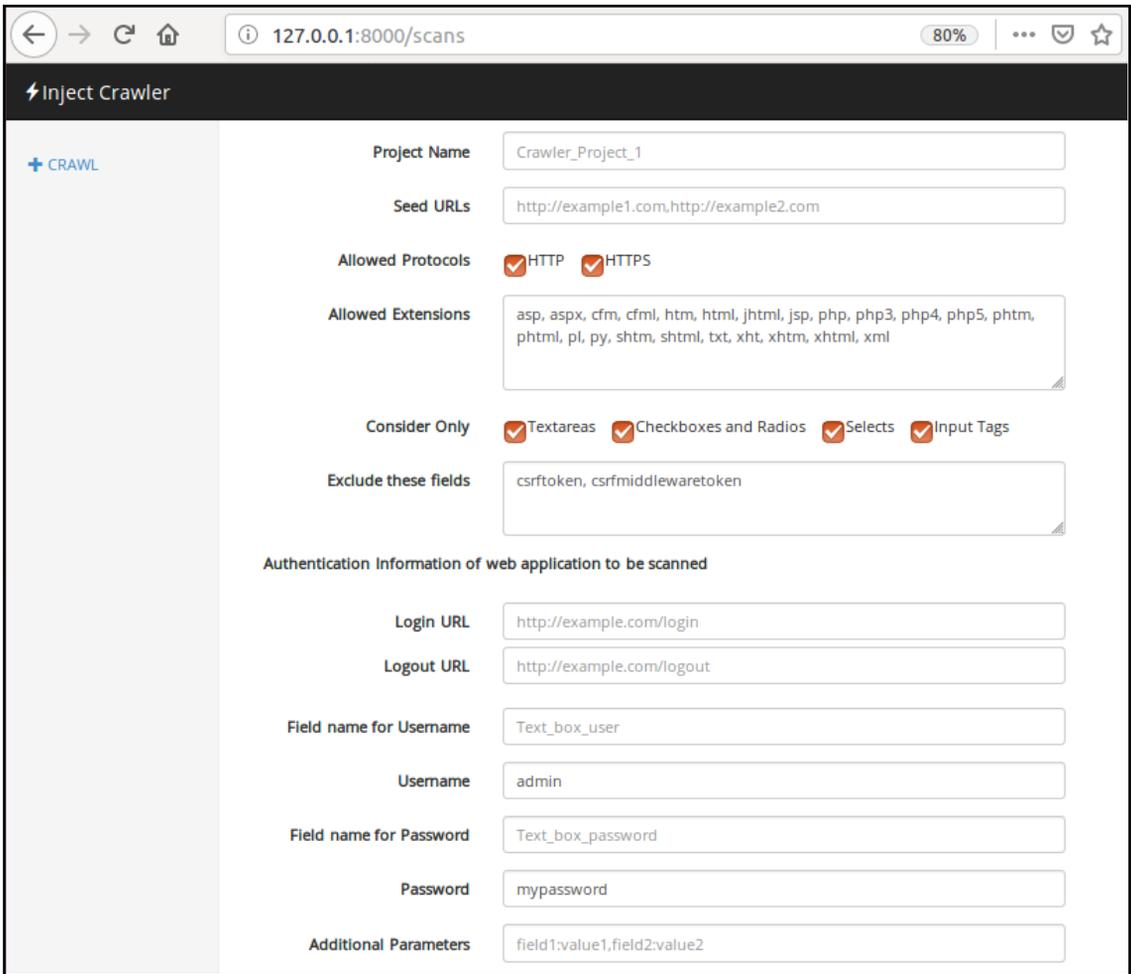 127.0.0.1:8000/scans 80%
Inject Crawler
CRAWL
Project Name Crawler_Project_1
Seed URLs http://example1.com,http://example2.com
Allowed Protocols HTTP HTTPS
Allowed Extensions asp, aspx, cfm, cfml, htm, html, jhtml, jsp, php, php3, php4, php5, phtm,
phtml, pl, py, shtm, shtml, txt, xht, xhtm, xhtml, xml
Consider Only Textareas Checkboxes and Radios Selects Input Tags
Exclude these fields csrftoken, csrfmiddlewaretoken
Authentication Information of web application to be scanned
Login URL http://example.com/login
Logout URL http://example.com/logout
Field name for Username Text_box_user
Username admin
Field name for Password Text_box_password
Password mypassword
Additional Parameters field1:value1,field2:value2